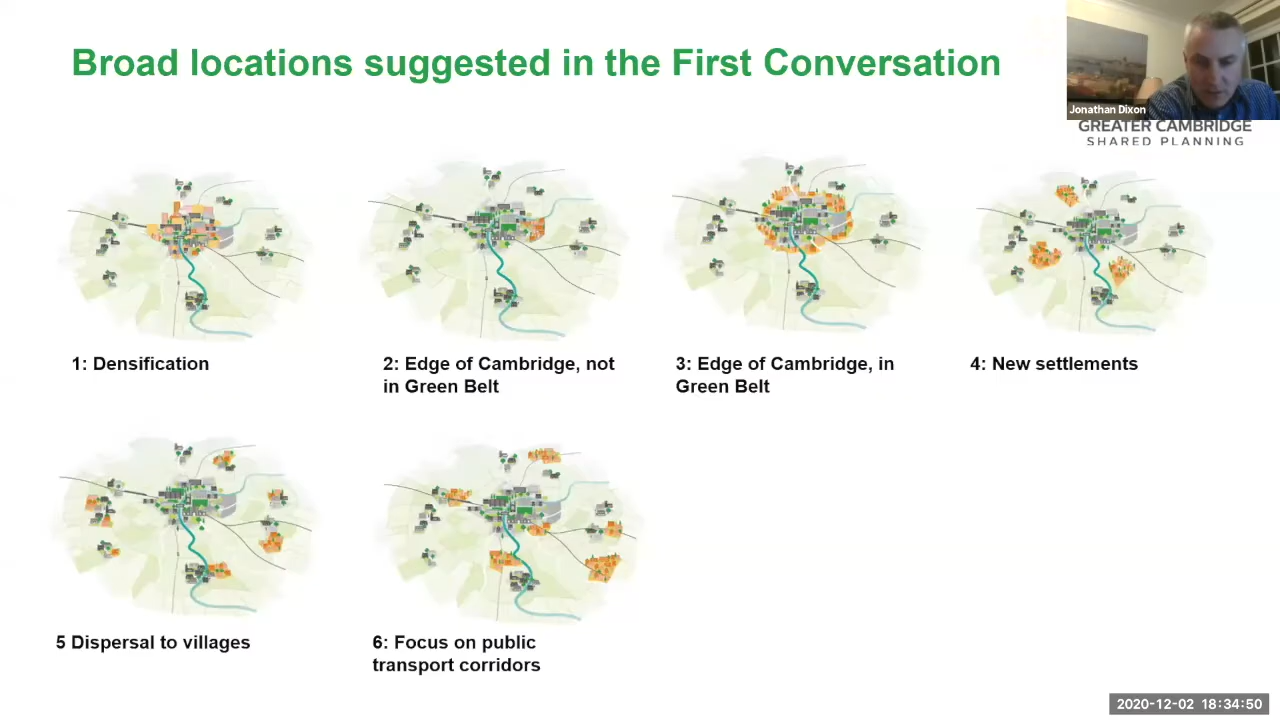 Broad locations suggested in the First Conversation
Jonathan Dixon
GREATER CAMBRIDGE
SHARED PLANNING
1: Densification
2: Edge of Cambridge, not
in Green Belt
3: Edge of Cambridge, in
Green Belt
4: New settlements
5 Dispersal to villages
6: Focus on public
transport corridors
2020-12-02 18:34:50